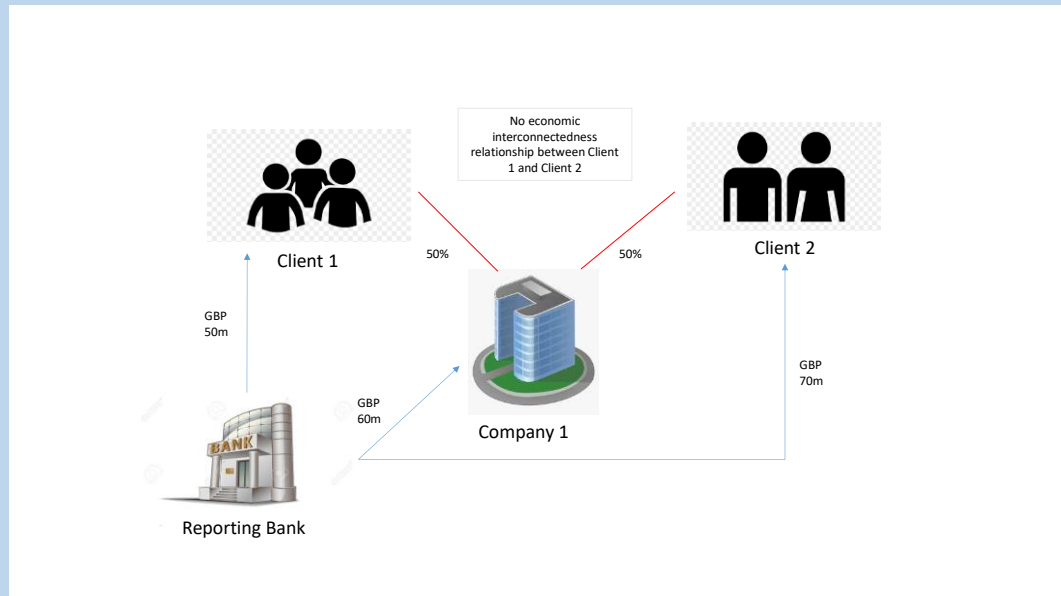 No economic
interconnectedness
relationship between Client
1 and Client 2
Client 1
Client 2
50%
50%
GBP
50m
GBP
70m
GBP
60m
Company 1
BANK
Reporting Bank